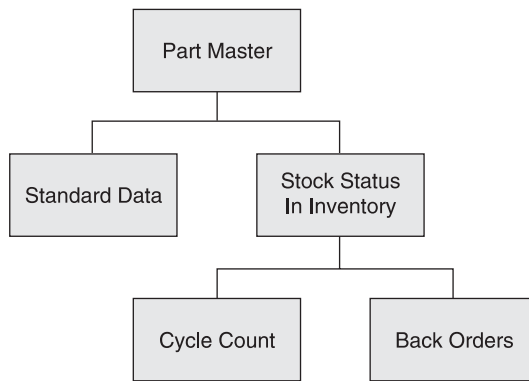 Part Master
Standard Data
Stock Status
In Inventory
Cycle Count
Back Orders